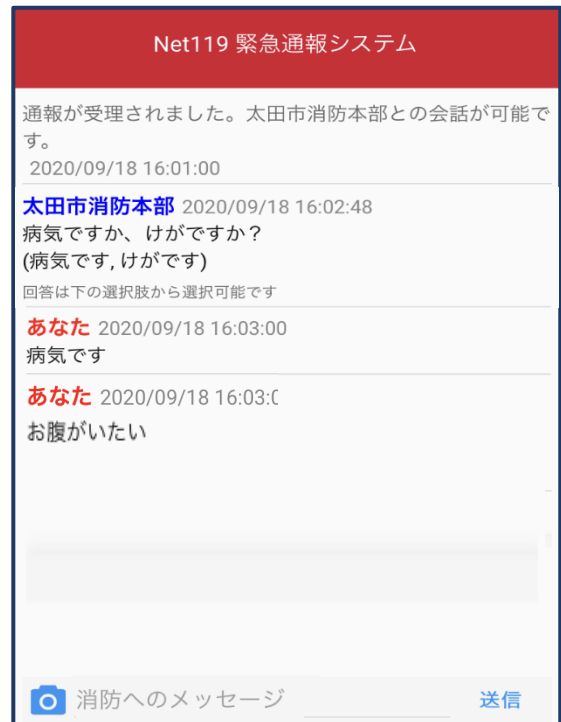 Net119 緊急通報システム
通報が受理されました。太田市消防本部との会話が可能で
す。
2020/09/18 16:01:00
太田市消防本部 2020/09/18 16:02:48
病気ですか、けがですか？
(病気です, けがです)
回答は下の選択肢から選択可能です
あなた 2020/09/18 16:03:00
病気です
あなた 2020/09/18 16:03:0
お腹がいたい
消防へのメッセージ 送信